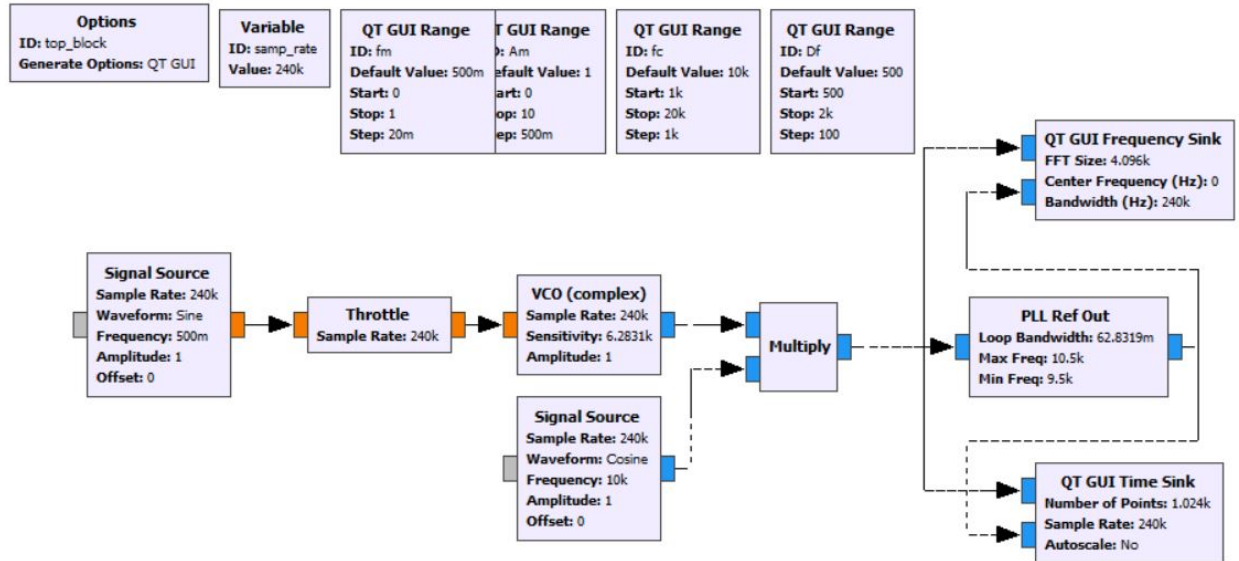 Options
ID: top_block
Generate Options: QT GUI
Variable
ID: samp_rate
Value: 240k
QT GUI Range
ID: fm
Default Value: 500m
Start: 0
Stop: 1
Step: 20m
GUI Range
Am
Value: 1
0
10
500m
QT GUI Range
ID: fc
Default Value: 10k
Start: 1k
Stop: 20k
Step: 1k
QT GUI Range
ID: Df
Default Value: 500
Start: 500
Stop: 2k
Step: 100
QT GUI Frequency Sink
FFT Size: 4.096k
Center Frequency (Hz): 0
Bandwidth (Hz): 240k
Signal Source
Sample Rate: 240k
Waveform: Sine
Frequency: 500m
Amplitude: 1
Offset: 0
Throttle
Sample Rate: 240k
VCO (complex)
Sample Rate: 240k
Sensitivity: 6.2831k
Amplitude: 1
Multiply
PLL Ref Out
Loop Bandwidth: 62.8319m
Max Freq: 10.5k
Min Freq: 9.5k
Signal Source
Sample Rate: 240k
Waveform: Cosine
Frequency: 10k
Amplitude: 1
Offset: 0
QT GUI Time Sink
Number of Points: 1.024k
Sample Rate: 240k
Autoscale: No